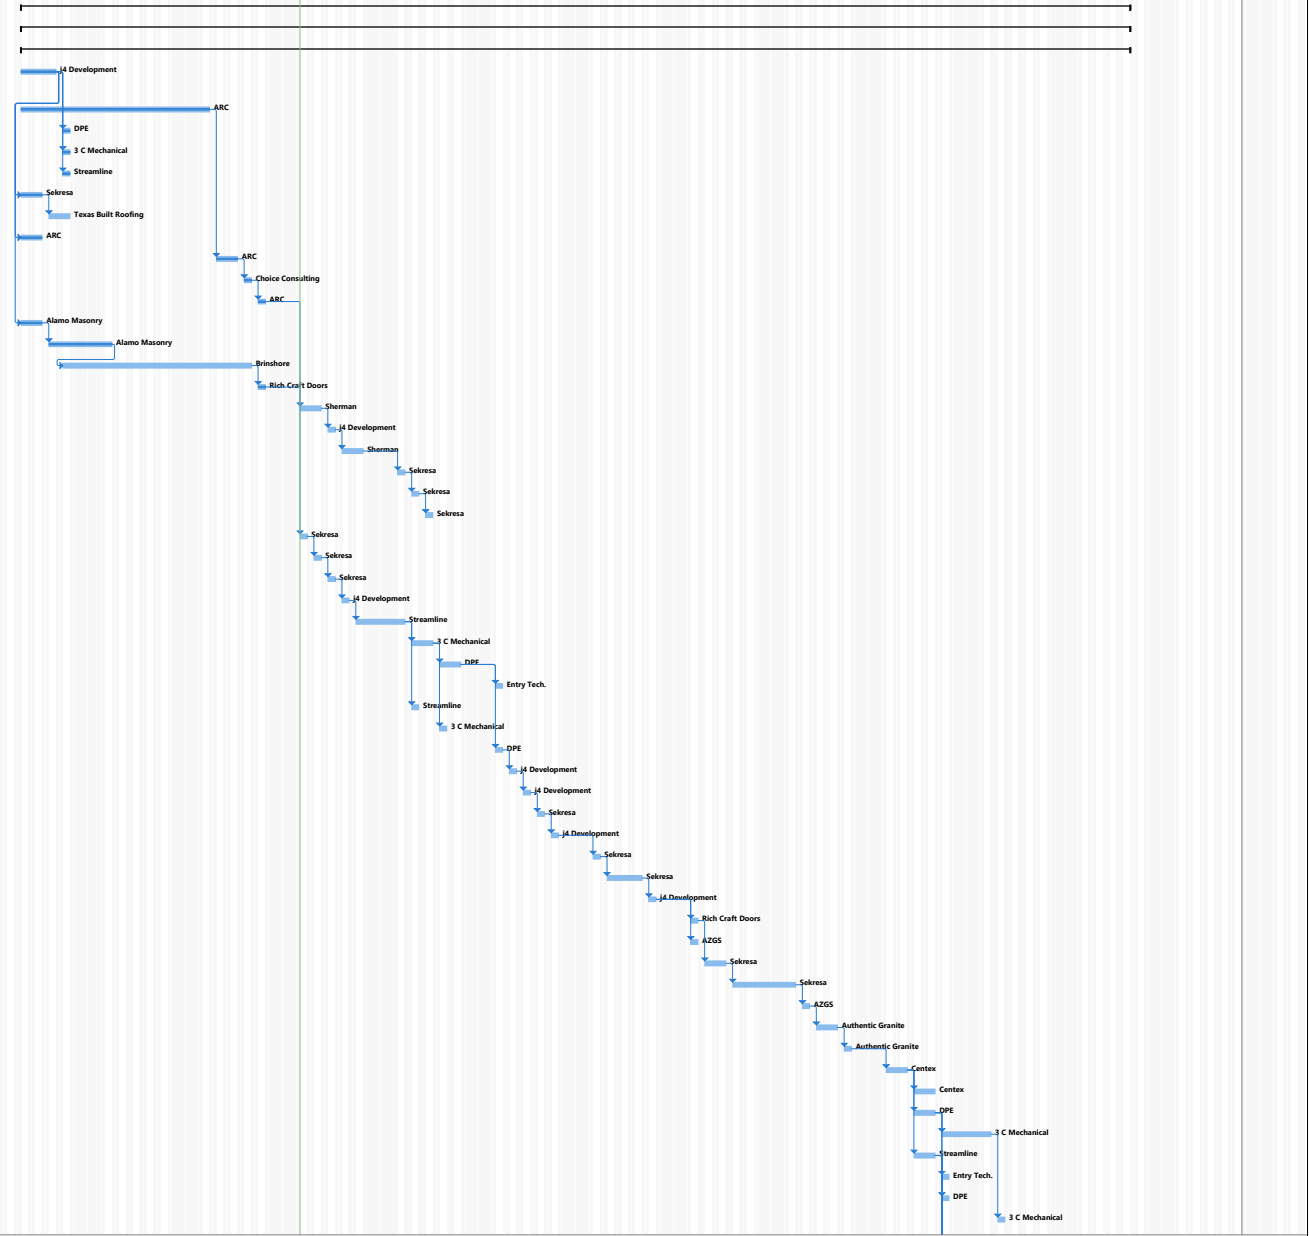 j4 Development
ARC
DPE
3 C Mechanical
Streamline
Sekresa
Texas Built Roofing
ARC
ARC
Choice Consulting
ARC
Alamo Masonry
Alamo Masonry
Brinshore
Rich Craft Doors
Sherman
j4 Development
Sherman
Sekresa
Sekresa
Sekresa
Sekresa
Sekresa
Sekresa
j4 Development
Streamline
3 C Mechanical
DPE
Entry Tech.
Streamline
3 C Mechanical
DPE
j4 Development
j4 Development
Sekresa
j4 Development
Sekresa
Sekresa
j4 Development
Rich Craft Doors
AZGS
Sekresa
Sekresa
AZGS
Authentic Granite
Authentic Granite
Centex
Centex
DPE
3 C Mechanical
Streamline
Entry Tech.
DPE
3 C Mechanical